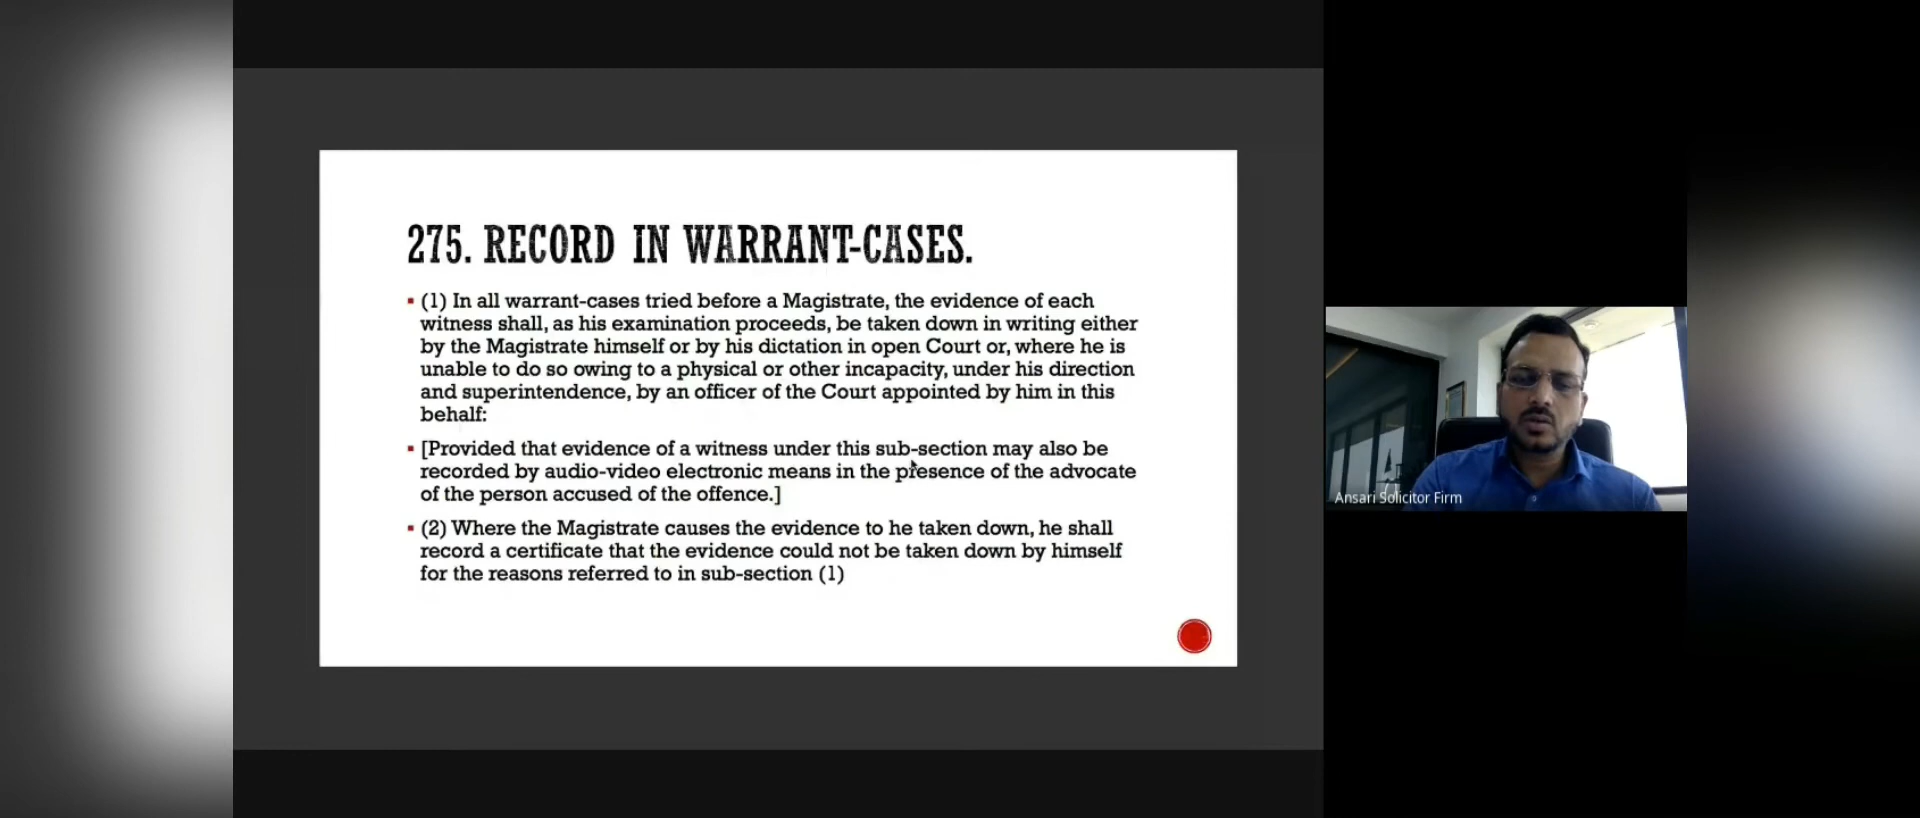 275. RECORD IN WARRANT-CASES.
(1) In all warrant-cases tried before a Magistrate, the evidence of each
witness shall, as his examination proceeds, be taken down in writing either
by the Magistrate himself or by his dictation in open Court or, where he is
unable to do so owing to a physical or other incapacity, under his direction
and superintendence, by an officer of the Court appointed by him in this
behalf:
[Provided that evidence of a witness under this sub-section may also be
recorded by audio-video electronic means in the presence of the advocate
of the person accused of the offence.]
(2) Where the Magistrate causes the evidence to he taken down, he shall
record a certificate that the evidence could not be taken down by himself
for the reasons referred to in sub-section (1)
Ansari Solicitor Firm